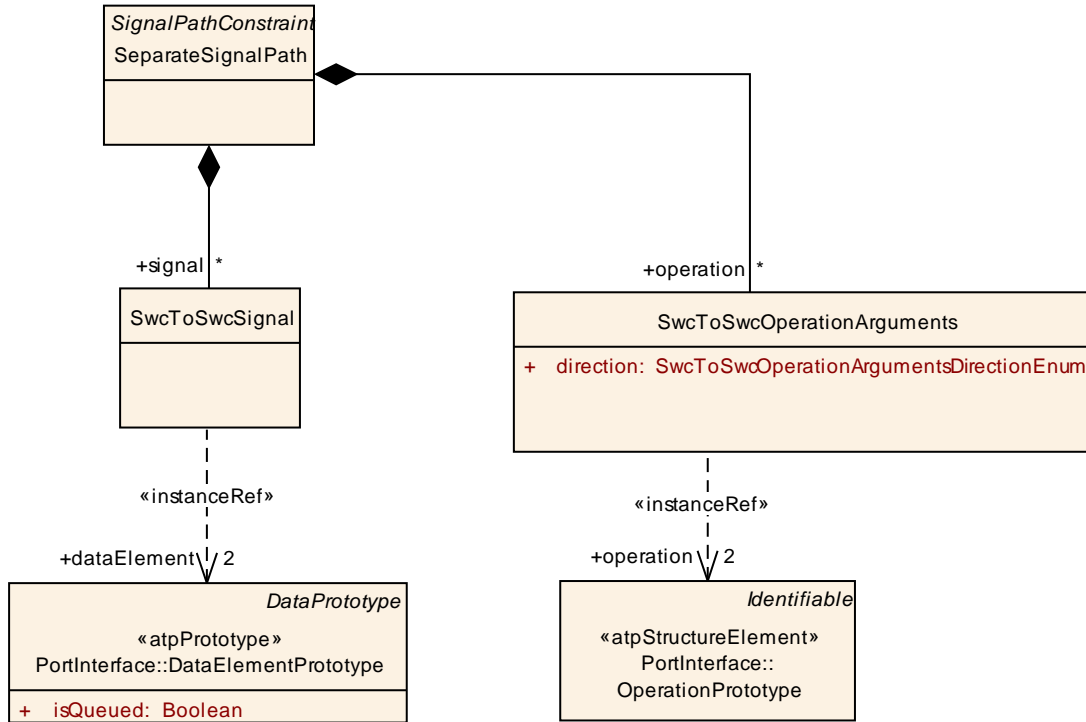 SignalPathConstraint
SeparateSignalPath
+signal *
+operation *
SwcToSwcSignal
SwcToSwcOperationArguments
+ direction: SwcToSwcOperationArgumentsDirectionEnum
«instanceRef»
«instanceRef»
+dataElement 2
+operation 2
DataPrototype
«atpPrototype»
PortInterface::DataElementPrototype
+ isQueued: Boolean
Identifiable
«atpStructureElement»
PortInterface::
OperationPrototype